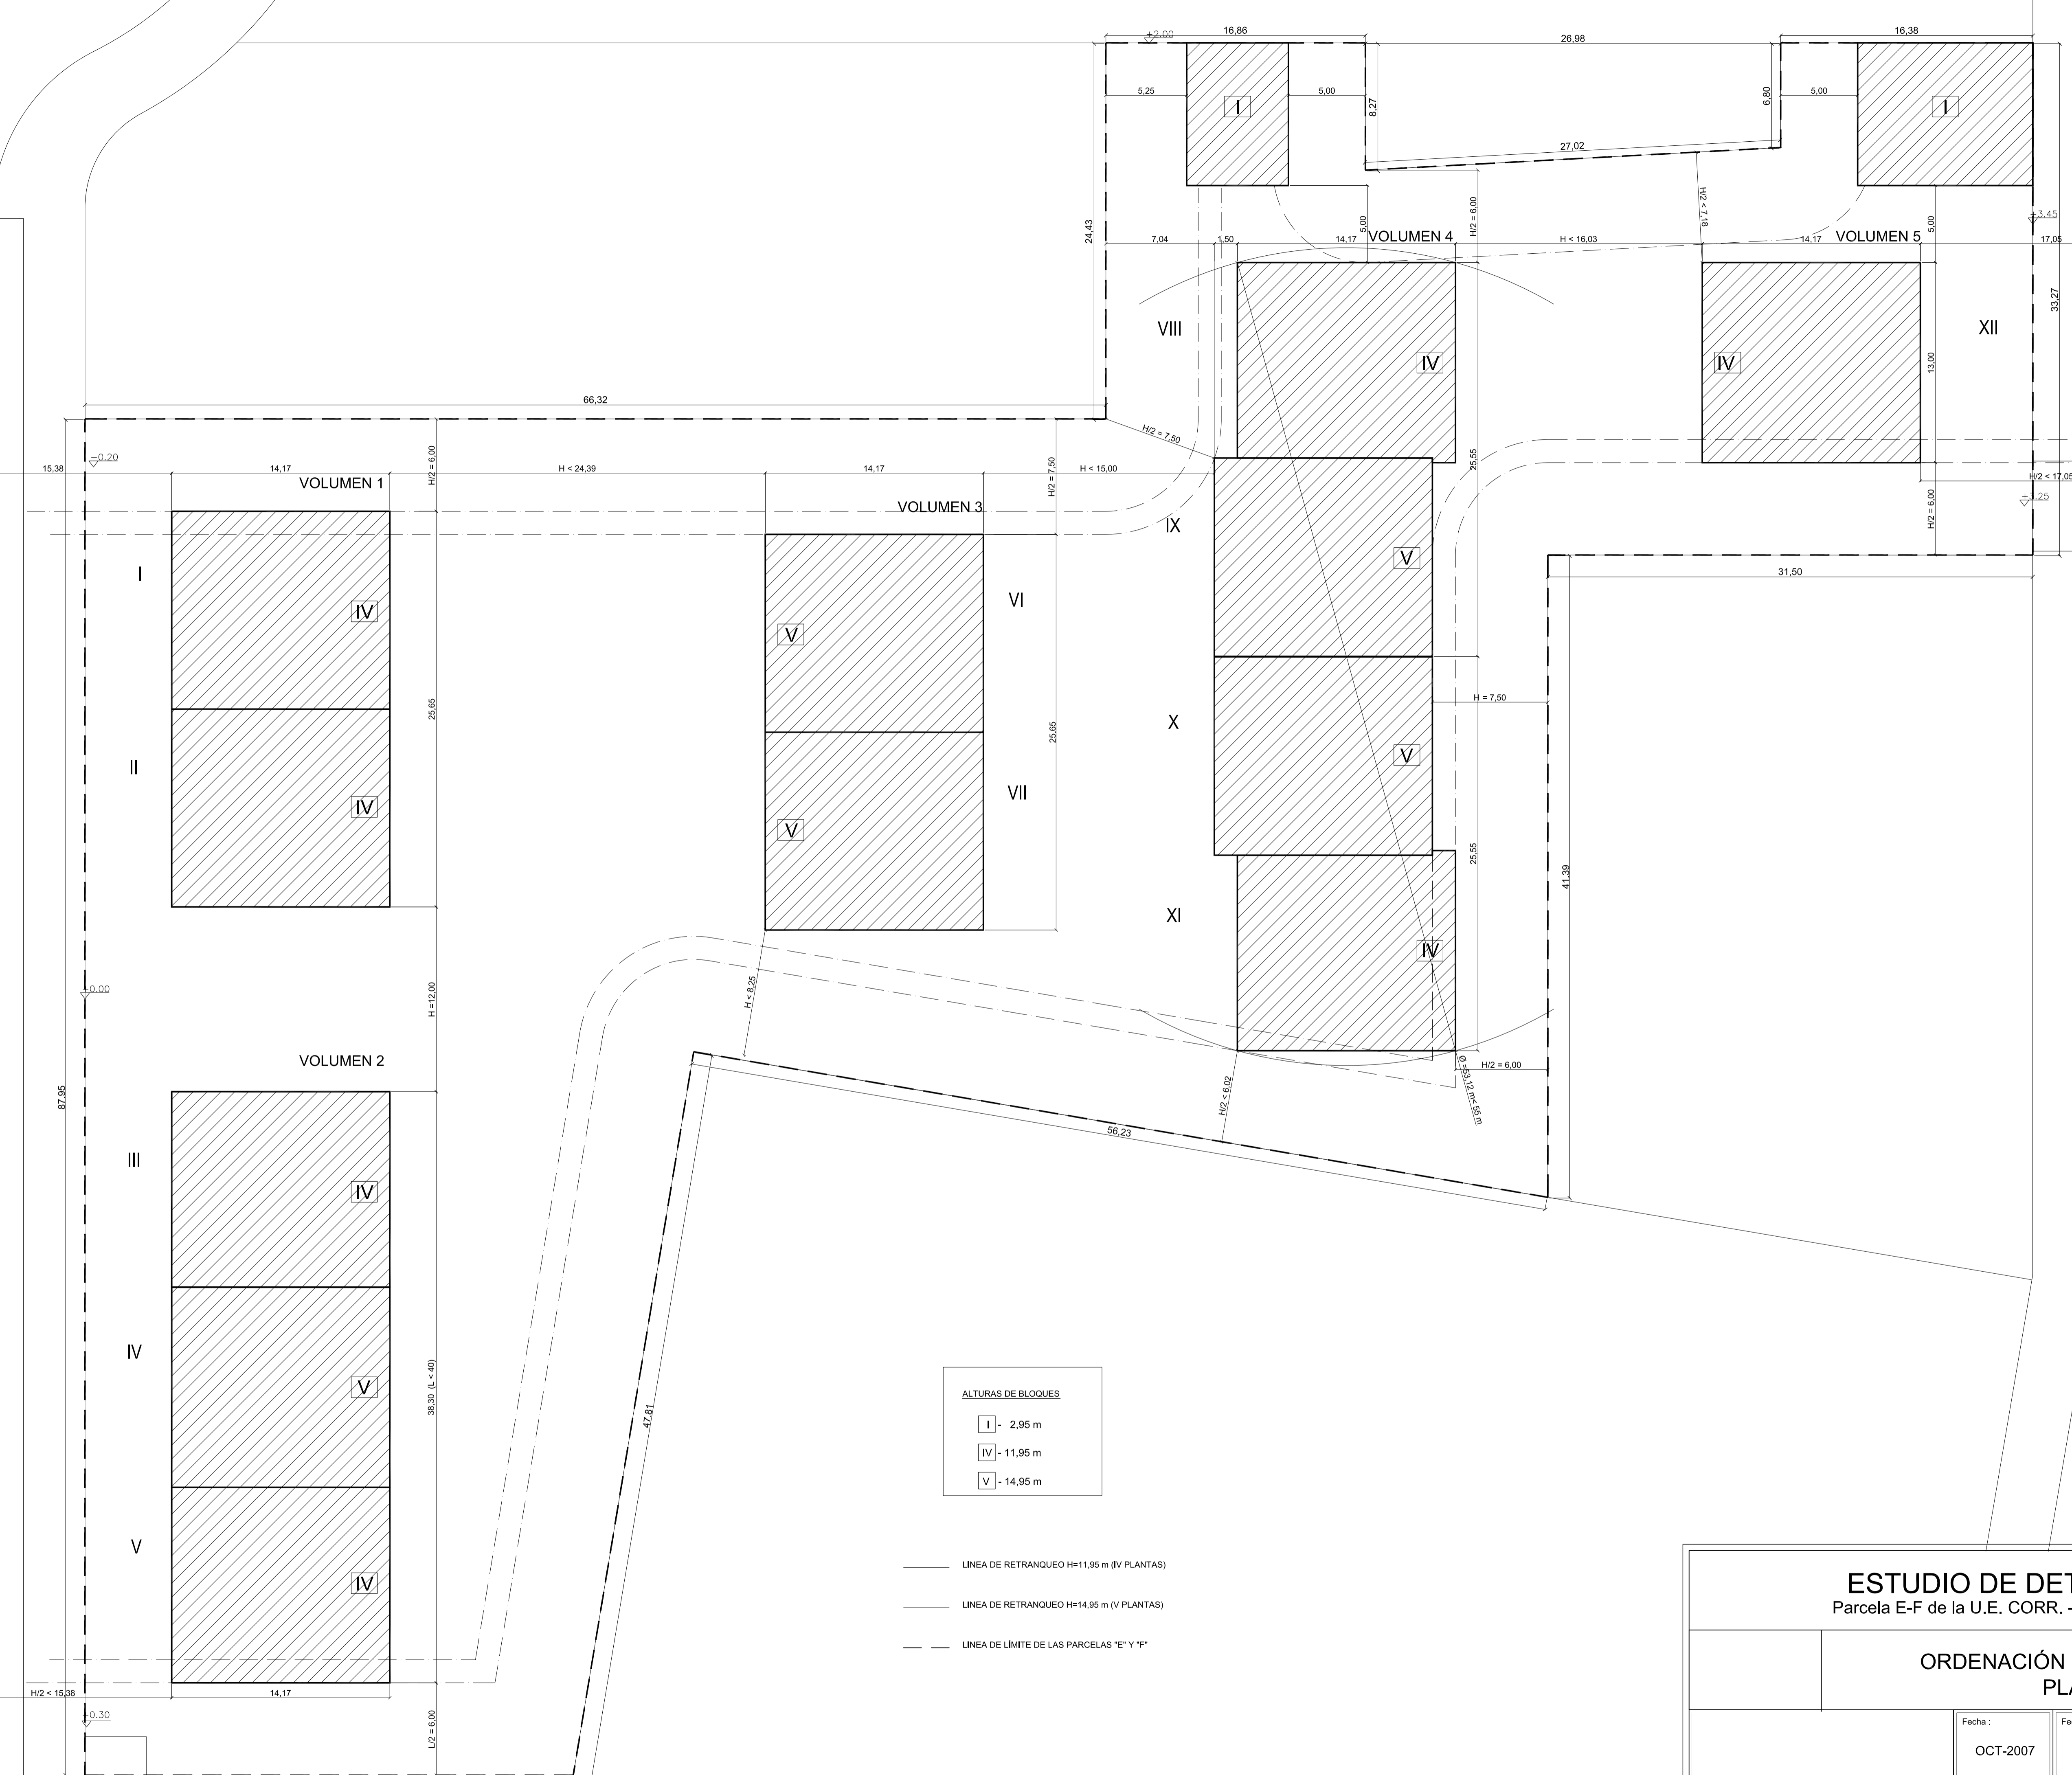 +2.00
16,86
26,98
16,38
5,25
I
5,00
8,27
6,80
5,00
I
27,02
H/2 < 7,18
24,43
5,00
H/2 = 6,00
5,00
+3.45
7,04
1,50
14,17
VOLUMEN 4
H < 16,03
14,17
VOLUMEN 5
17,05
33,27
VIII
IV
IV
13,00
XII
66,32
H/2 = 7,50
-0.20
15,38
14,17
H/2 = 6,00
H < 24,39
14,17
H/2 = 7,50
H < 15,00
25,55
H/2 < 17,05
VOLUMEN 1
VOLUMEN 3
H/2 = 6,00
IX
V
31,50
I
IV
VI
V
25,65
25,65
H = 7,50
X
V
II
IV
VII
V
25,55
41,39
XI
IV
+0.00
H =12,00
H < 8,25
VOLUMEN 2
H/2 < 6,02
H/2 = 6,00
Ø =53,12 m< 55 m
87,95
56,23
III
IV
IV
V
38,30 (L < 40)
47,81
ALTURAS DE BLOQUES
I - 2,95 m
IV - 11,95 m
V - 14,95 m
V
IV
LINEA DE RETRANQUEO H=11,95 m (IV PLANTAS)
LINEA DE RETRANQUEO H=14,95 m (V PLANTAS)
LINEA DE LÍMITE DE LAS PARCELAS "E" Y "F"
H/2 < 15,38
14,17
+0.30
L/2 = 6,00
ESTUDIO DE DET
Parcela E-F de la U.E. CORR. -
ORDENACIÓN
PLA
Fecha :
Fe
OCT-2007